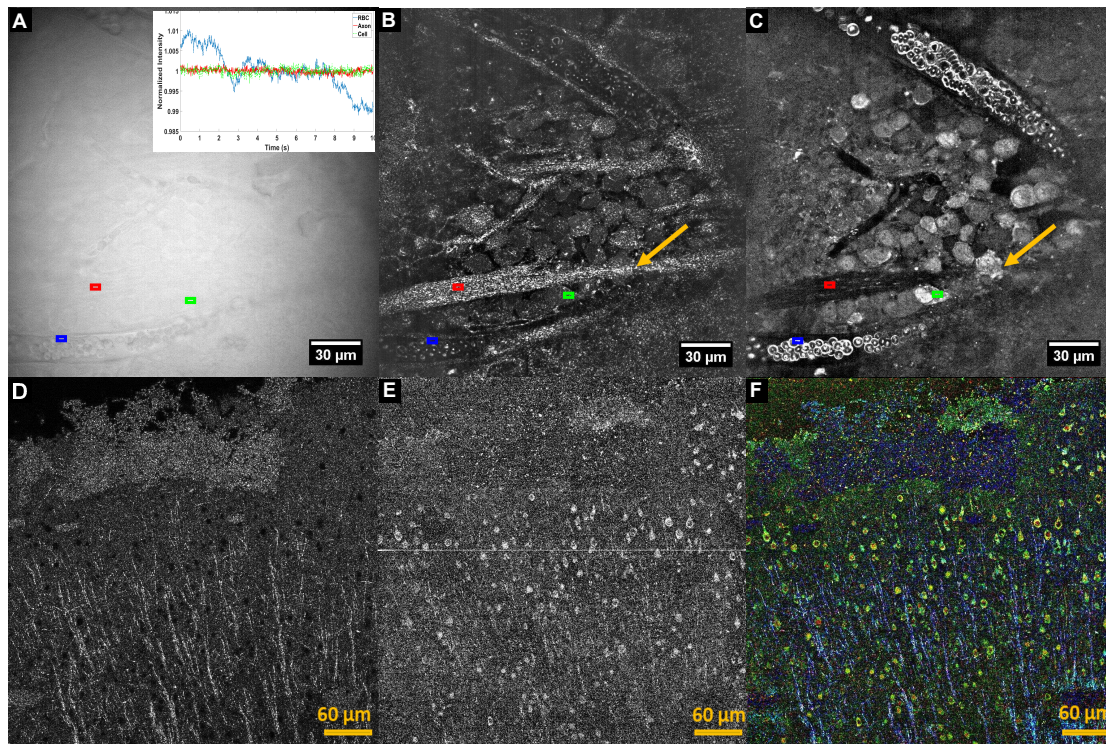 A
RBC
Axon
Cell
Normalized Intensity
1.015
1.01
1.005
1
0.995
0.99
0.985
0 1 2 3 4 5 6 7 8 9 10
Time (s)
30 µm
B
30 µm
C
30 µm
D
60 µm
E
60 µm
F
60 µm